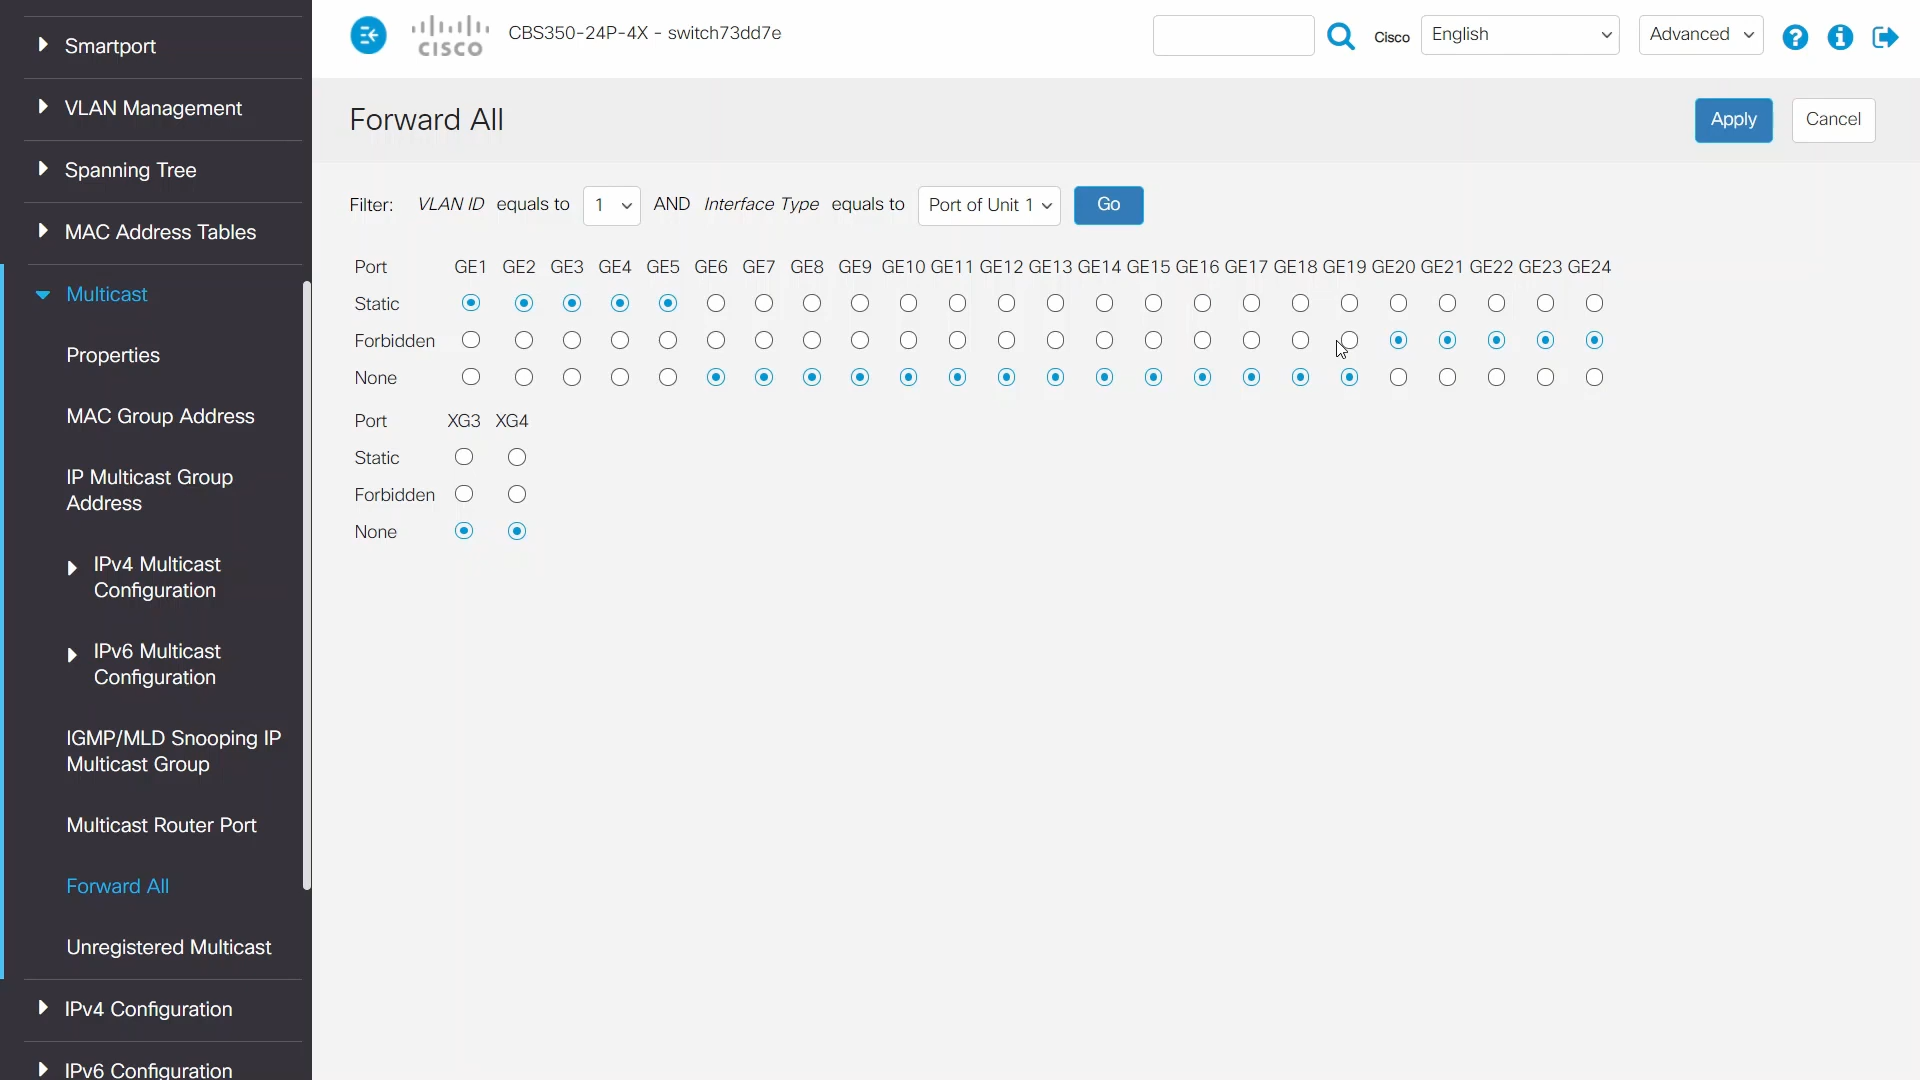 Smartport
VLAN Management
Spanning Tree
MAC Address Tables
Multicast
Properties
MAC Group Address
IP Multicast Group
Address
IPv4 Multicast
Configuration
IPv6 Multicast
Configuration
IGMP/MLD Snooping IP
Multicast Group
Multicast Router Port
Forward All
Unregistered Multicast
IPv4 Configuration
IPv6 Configuration
CISCO
CBS350-24P-4X - switch73dd7e
Cisco English Advanced
Forward All
Apply Cancel
Filter: VLAN ID equals to 1 AND Interface Type equals to Port of Unit 1 Go
Port GE1 GE2 GE3 GE4 GE5 GE6 GE7 GE8 GE9 GE10 GE11 GE12 GE13 GE14 GE15 GE16 GE17 GE18 GE19 GE20 GE21 GE22 GE23 GE24
Static
Forbidden
None
Port XG3 XG4
Static
Forbidden
None